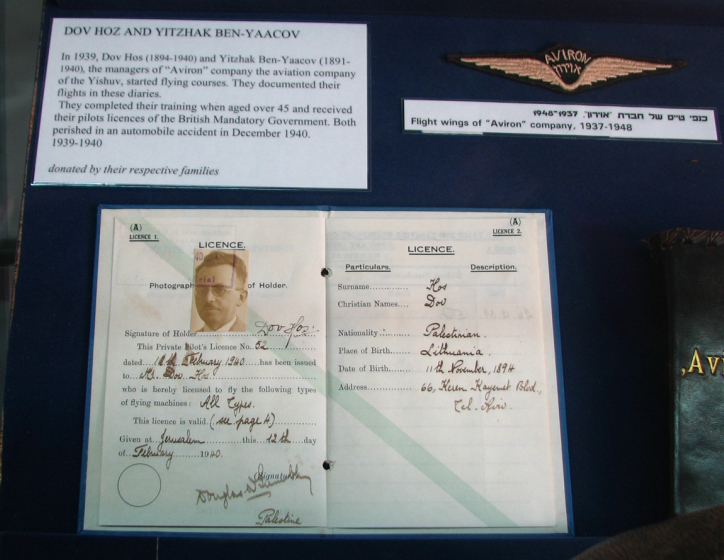 DOV HOZ AND YITZHAK BEN-YAACOV
In 1939, Dov Hos (1894-1940) and Yitzhak Ben-Yaacov (1891-
1940), the managers of "Aviron" company the aviation company
of the Yishuv, started flying courses. They documented their
flights in these diaries.
They completed their training when aged over 45 and received
their pilots licences of the British Mandatory Government. Both
perished in an automobile accident in December 1940.
1939-1940
donated by their respective families
AVIRON
אוירון
כנפי טיס של חברת "אוירון", 1937-1948
Flight wings of "Aviron" company, 1937-1948
(A)
LICENCE 1.
LICENCE.
Photograph of Holder.
Signature of Holder Dov Hos.
This Private Pilot's Licence No. 52
dated 12th February 1940 has been issued
to Mr. Dov Hos
who is hereby licensed to fly the following types
of flying machines: All Types.
This licence is valid (see page 4)
Given at Jerusalem this 12th day
of February 1940.
Signature
Palestine
(A)
LICENCE 2.
LICENCE.
Particulars. Description.
Surname Hos
Christian Names Dov
Nationality Palestinian.
Place of Birth Lithuania.
Date of Birth 11th November, 1894
Address 66, Keren Kayemet Blvd.,
Tel. Aviv.
"Av